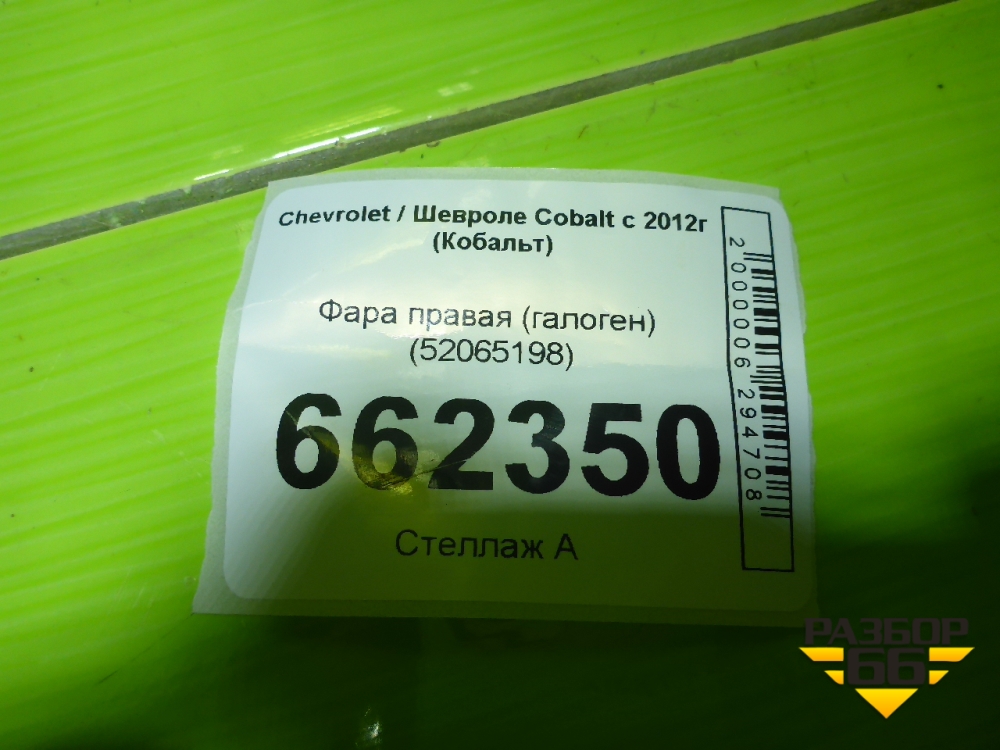 Chevrolet / Шевроле Cobalt с 2012г
(Кобальт)
Фара правая (галоген)
(52065198)
662350
Стеллаж А
2000006294708
РАЗБОР
66